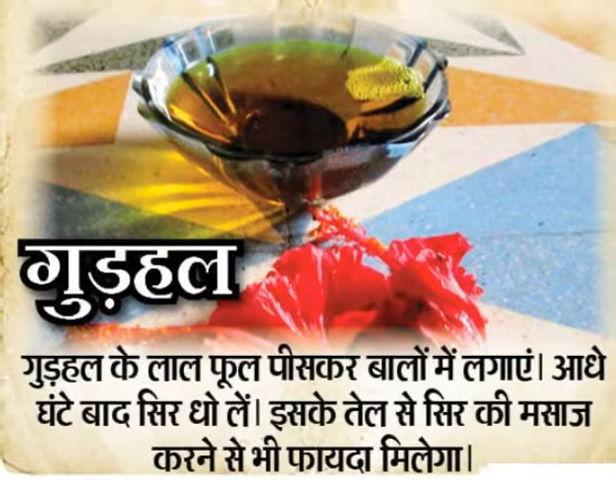 गुड़हल
गुड़हल के लाल फूल पीसकर बालों में लगाएं। आधे
घंटे बाद सिर धो लें। इसके तेल से सिर की मसाज
करने से भी फायदा मिलेगा।